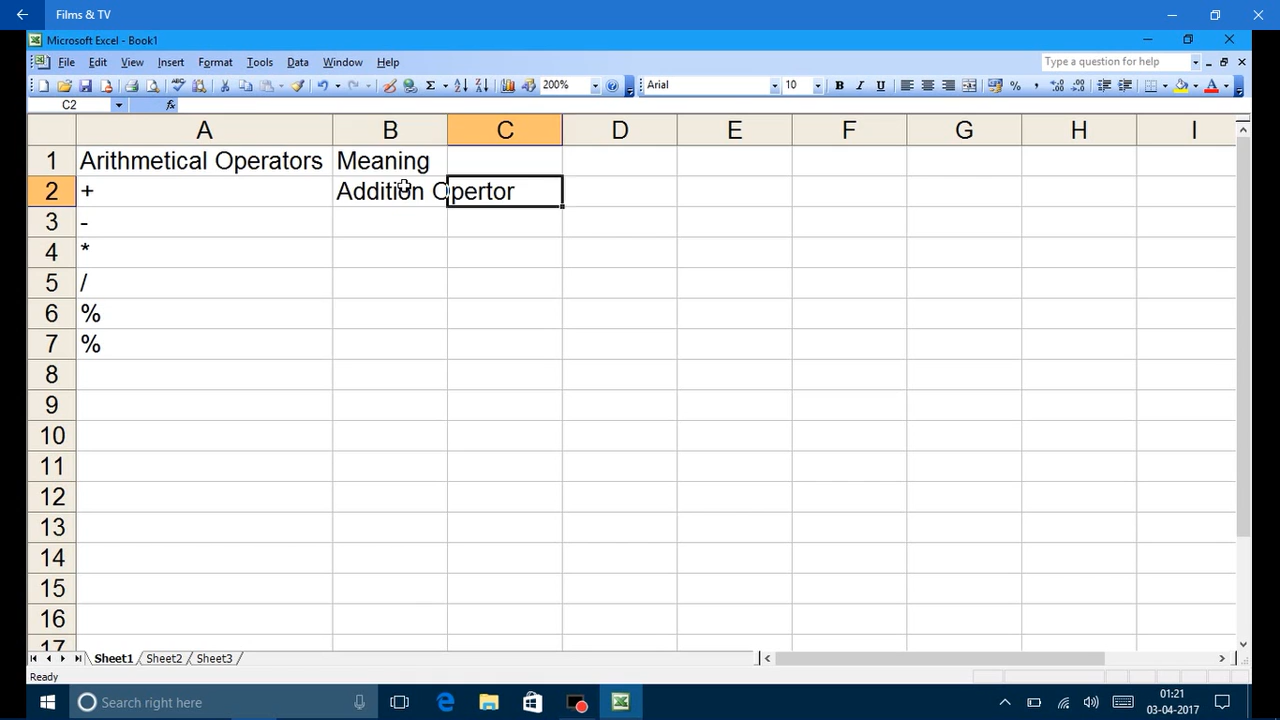 Films & TV
Microsoft Excel - Book1
File Edit View Insert Format Tools Data Window Help Type a question for help
200% Arial 10 B I U
C2 fx
A B C D E F G H I
1 Arithmetical Operators Meaning
2 + Addition Opertor
3 -
4 *
5 /
6 %
7 %
8
9
10
11
12
13
14
15
16
17
Sheet1 Sheet2 Sheet3
Ready
Search right here 01:21
03-04-2017